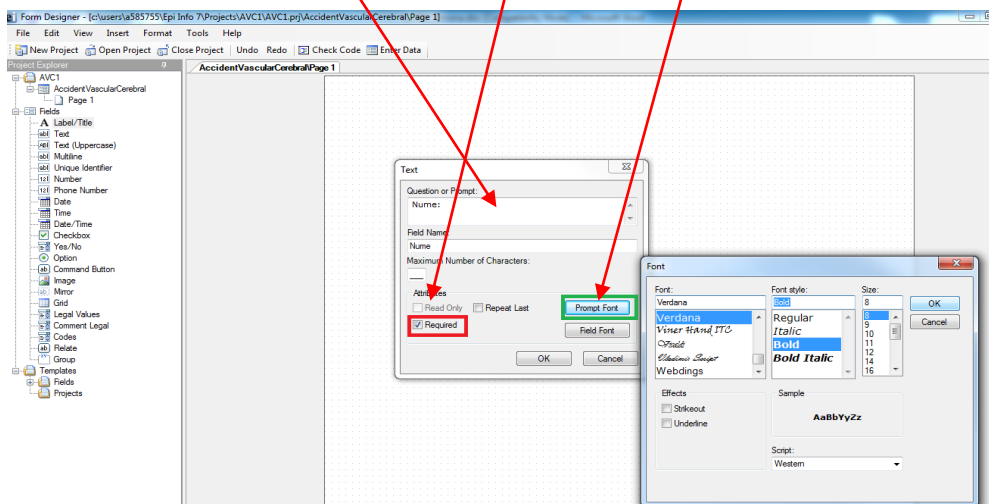 Form Designer - [c:\users\a585755\Epi Info 7\Projects\AVC1\AVC1.prj\AccidentVascularCerebral\Page 1]
File Edit View Insert Format Tools Help
New Project Open Project Close Project Undo Redo Check Code Enter Data
Project Explorer
AccidentVascularCerebral\Page 1
AVC1
AccidentVascularCerebral
Page 1
Fields
Label/Title
Text
Text (Uppercase)
Multiline
Unique Identifier
Number
Phone Number
Date
Time
Date/Time
Checkbox
Yes/No
Option
Command Button
Image
Mirror
Grid
Legal Values
Comment Legal
Codes
Relate
Group
Templates
Fields
Projects
Text
Question or Prompt:
Nume:
Field Name:
Nume
Maximum Number of Characters:
Attributes
Read Only Repeat Last Prompt Font
Required Field Font
OK Cancel
Font
Font: Font style: Size:
Verdana Bold 8 OK
Verdana Regular 8 Cancel
Viner Hand ITC Italic 9
Vivaldi Bold 10
Vladimir Script Bold Italic 11
Webdings 12
14
16
Effects Sample
Strikeout AaBbYyZz
Underline
Script:
Western